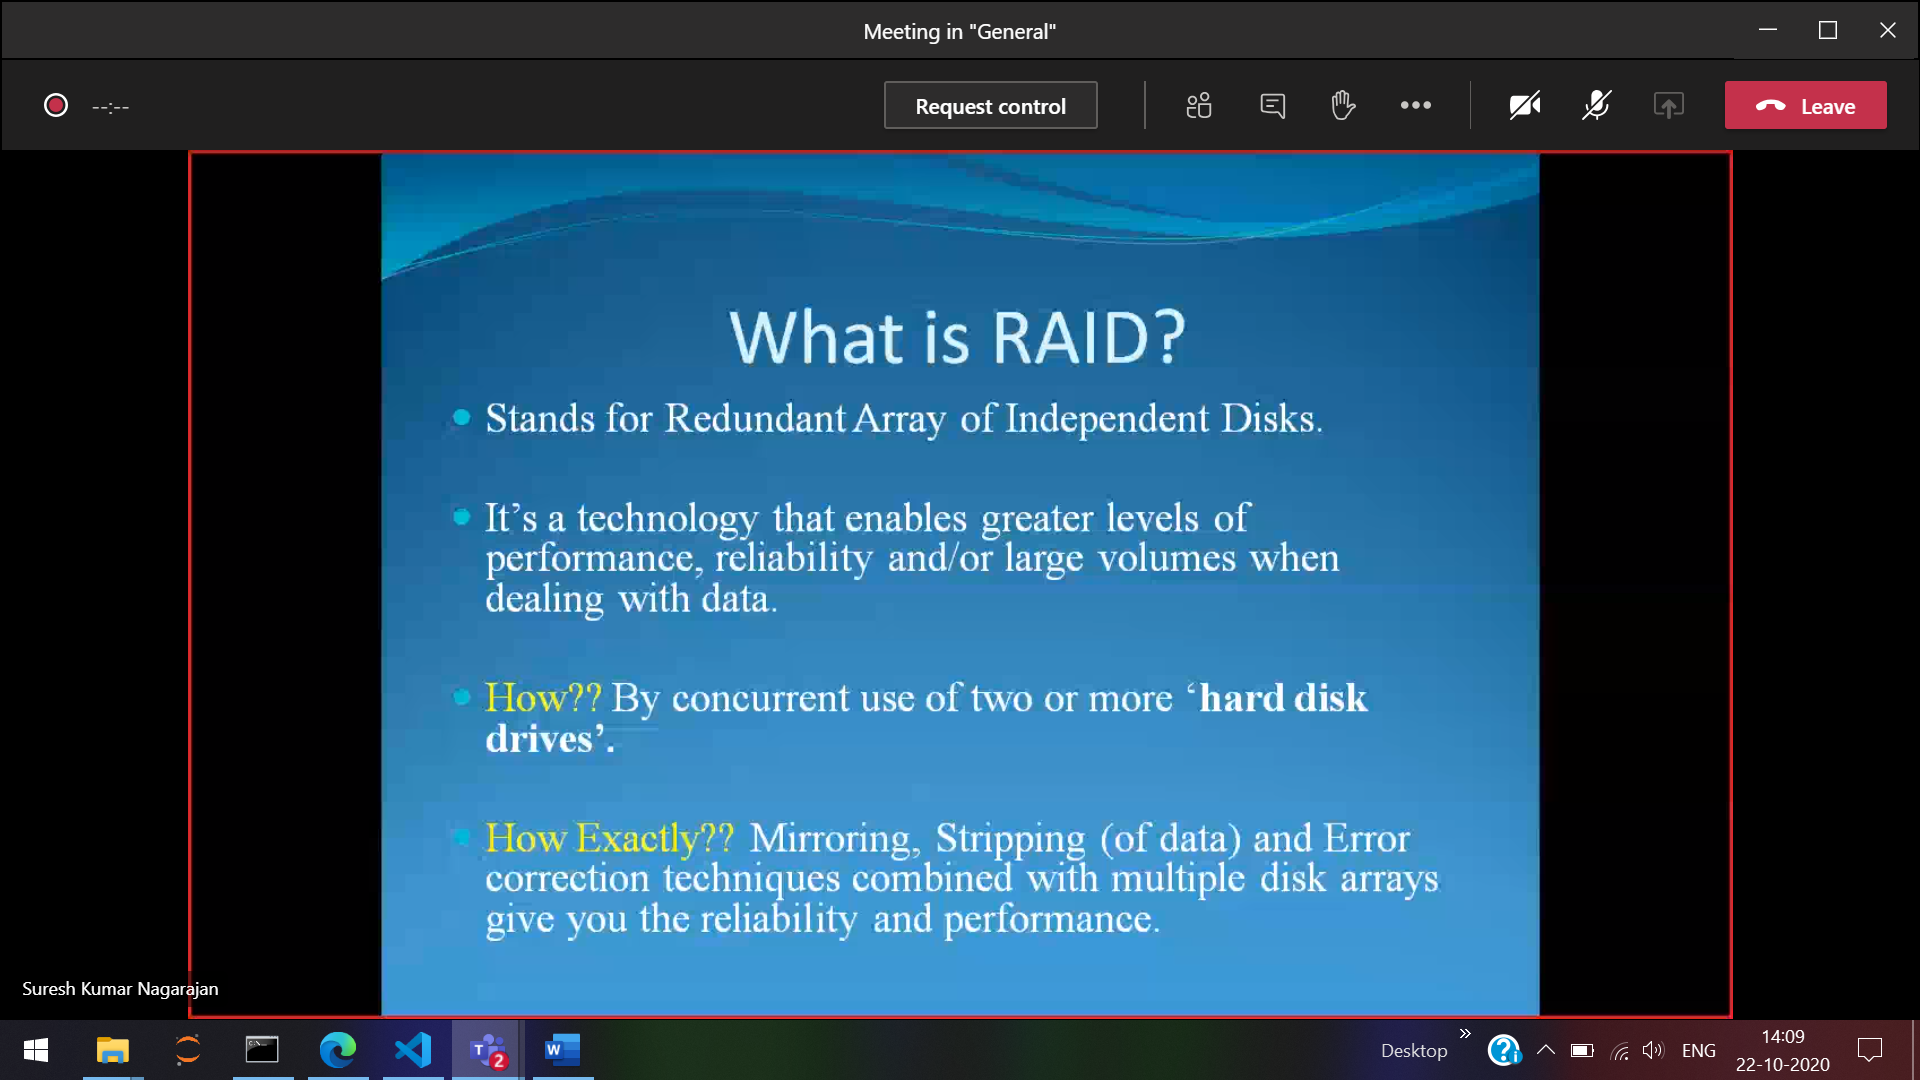 Meeting in "General"
--:--
Request control
Leave
What is RAID?
Stands for Redundant Array of Independent Disks.
It's a technology that enables greater levels of
performance, reliability and/or large volumes when
dealing with data.
How?? By concurrent use of two or more ‘hard disk
drives’.
How Exactly?? Mirroring, Stripping (of data) and Error
correction techniques combined with multiple disk arrays
give you the reliability and performance.
Suresh Kumar Nagarajan
T 2
W
Desktop
ENG
14:09
22-10-2020